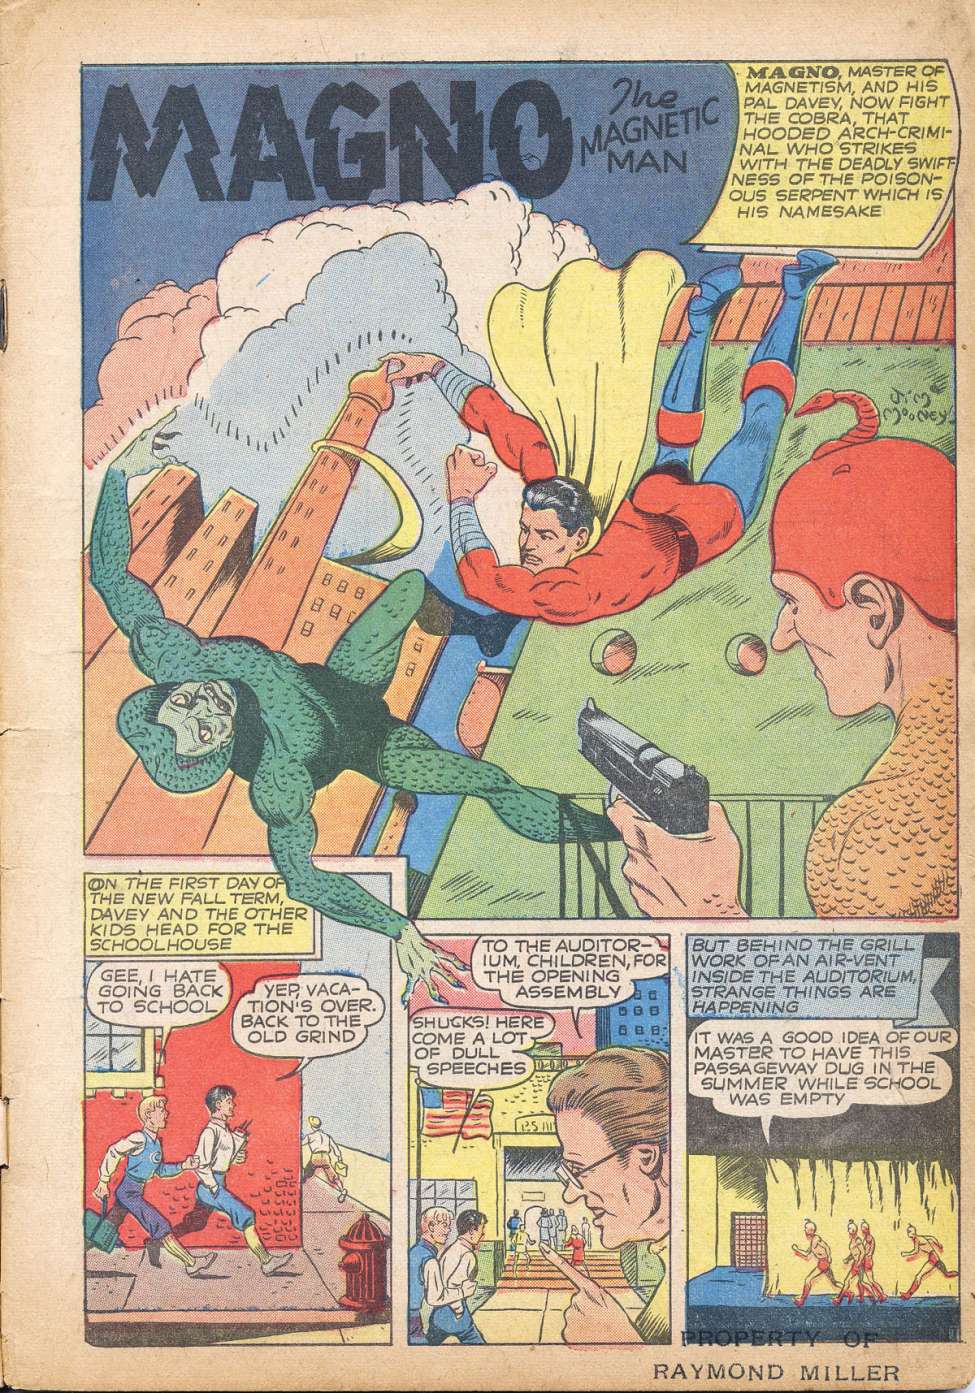 MAGNO
The
MAGNETIC
MAN
MAGNO, MASTER OF
MAGNETISM, AND HIS
PAL DAVEY, NOW FIGHT
THE COBRA, THAT
HOODED ARCH-CRIMI-
NAL WHO STRIKES
WITH THE DEADLY SWIFT-
NESS OF THE POISON-
OUS SERPENT WHICH IS
HIS NAMESAKE
JIM
MOONEY
ON THE FIRST DAY OF
THE NEW FALL TERM,
DAVEY AND THE OTHER
KIDS HEAD FOR THE
SCHOOLHOUSE
GEE, I HATE
GOING BACK
TO SCHOOL
YEP, VACA-
TION'S OVER.
BACK TO THE
OLD GRIND
TO THE AUDITOR-
IUM, CHILDREN, FOR
THE OPENING
ASSEMBLY
SHUCKS! HERE
COME A LOT
OF DULL
SPEECHES
BUT BEHIND THE GRILL
WORK OF AN AIR-VENT
INSIDE THE AUDITORIUM,
STRANGE THINGS ARE
HAPPENING
IT WAS A GOOD IDEA OF OUR
MASTER TO HAVE THIS
PASSAGEWAY DUG IN THE
SUMMER WHILE SCHOOL
WAS EMPTY
PROPERTY OF
RAYMOND MILLER